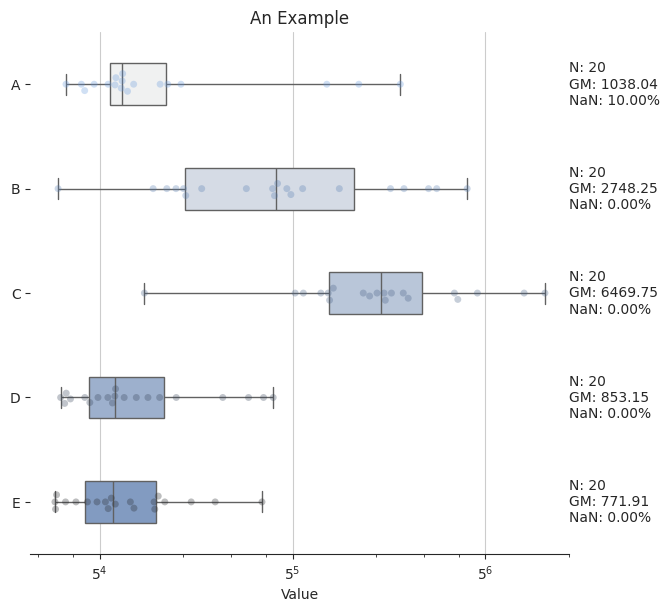 An Example
A
N: 20
GM: 1038.04
NaN: 10.00%
B
N: 20
GM: 2748.25
NaN: 0.00%
C
N: 20
GM: 6469.75
NaN: 0.00%
D
N: 20
GM: 853.15
NaN: 0.00%
E
N: 20
GM: 771.91
NaN: 0.00%
5⁴ 5⁵ 5⁶
Value